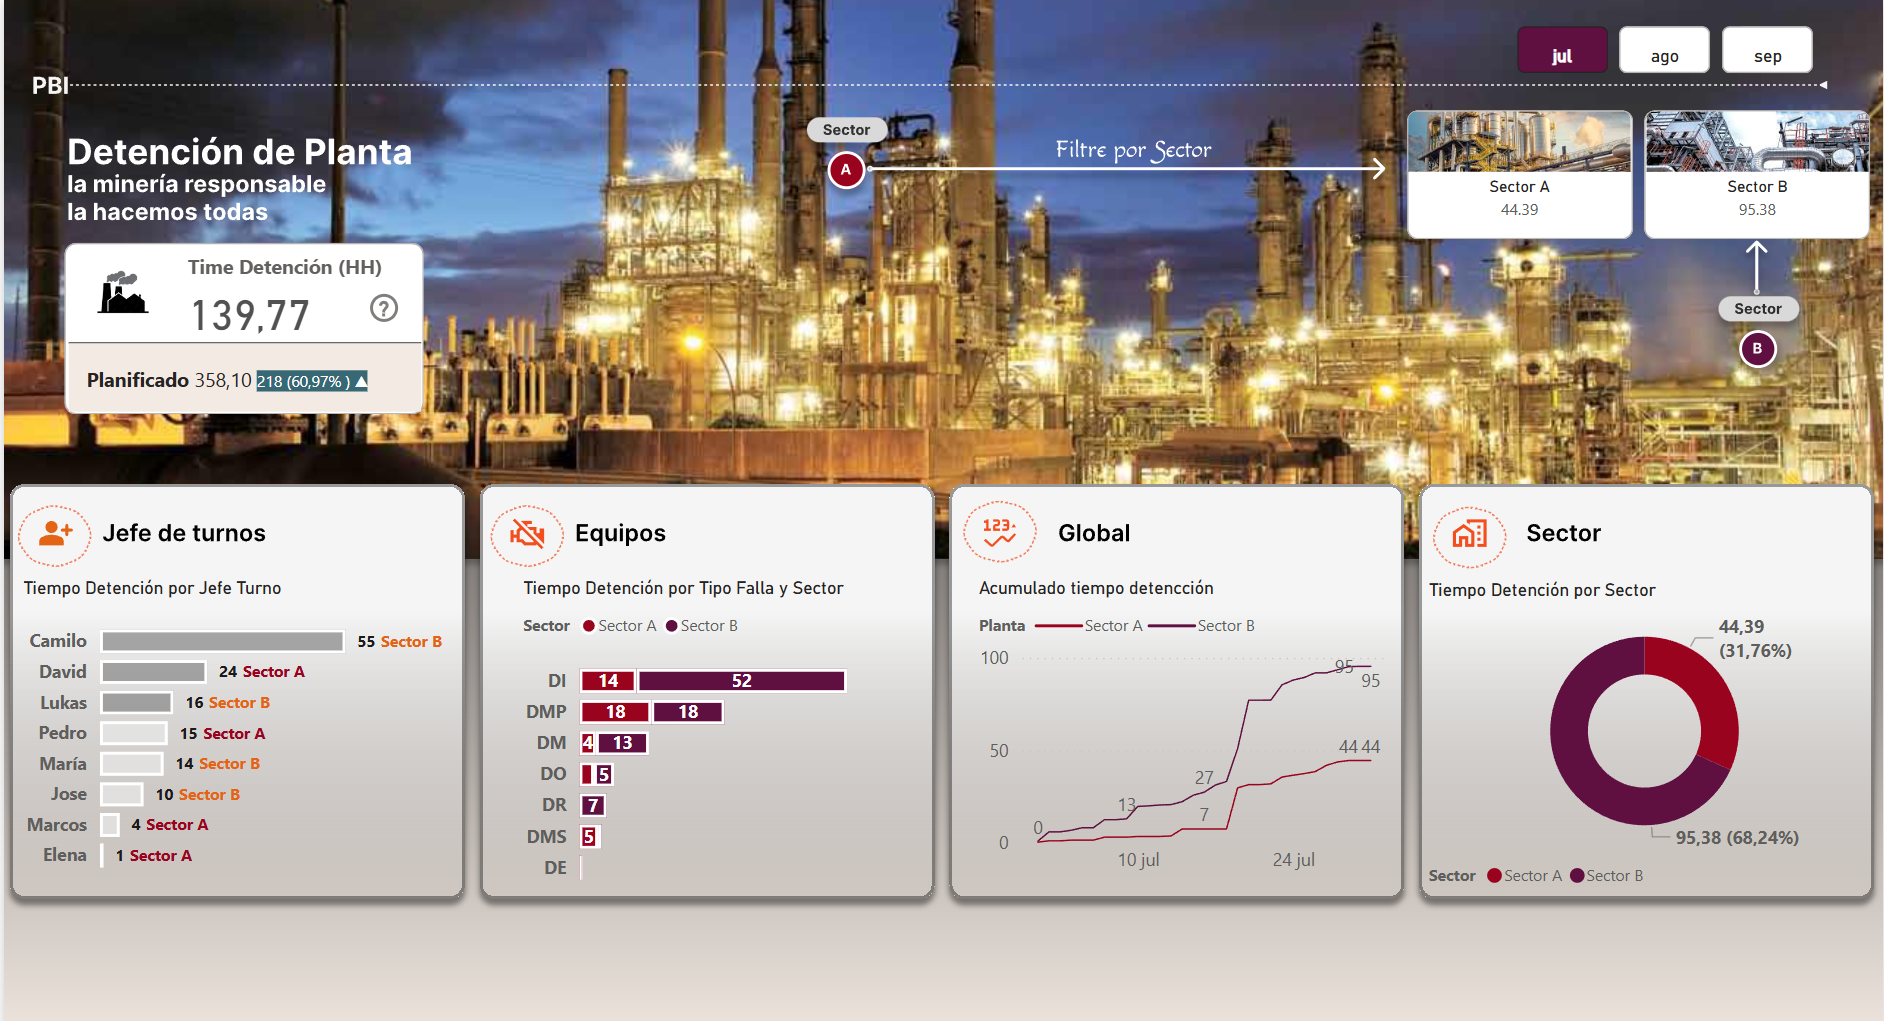 jul
ago
sep
PBI
Detención de Planta
la minería responsable
la hacemos todas
Sector
A
Filtre por Sector
Sector A
44.39
Sector B
95.38
Sector
B
Time Detención (HH)
139,77
?
Planificado 358,10 218 (60,97% ) ▲
Jefe de turnos
Tiempo Detención por Jefe Turno
Camilo 55 Sector B
David 24 Sector A
Lukas 16 Sector B
Pedro 15 Sector A
María 14 Sector B
Jose 10 Sector B
Marcos 4 Sector A
Elena 1 Sector A
Equipos
Tiempo Detención por Tipo Falla y Sector
Sector Sector A Sector B
DI 14 52
DMP 18 18
DM 4 13
DO 5
DR 7
DMS 5
DE
123
Global
Acumulado tiempo detencción
Planta Sector A Sector B
100
95
95
50
44 44
27
13
7
0
0
10 jul 24 jul
Sector
Tiempo Detención por Sector
44,39
(31,76%)
95,38 (68,24%)
Sector Sector A Sector B